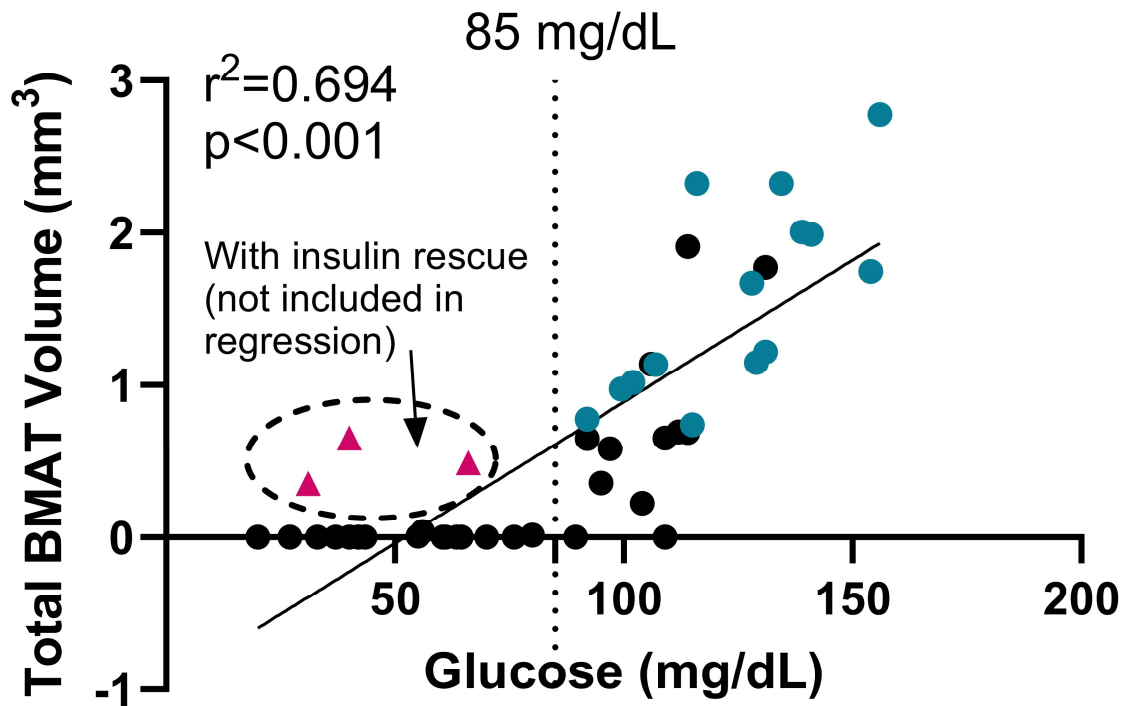 85 mg/dL
r²=0.694
p<0.001
With insulin rescue
(not included in
regression)
Total BMAT Volume (mm³)
3
2
1
0
-1
50 100 150 200
Glucose (mg/dL)